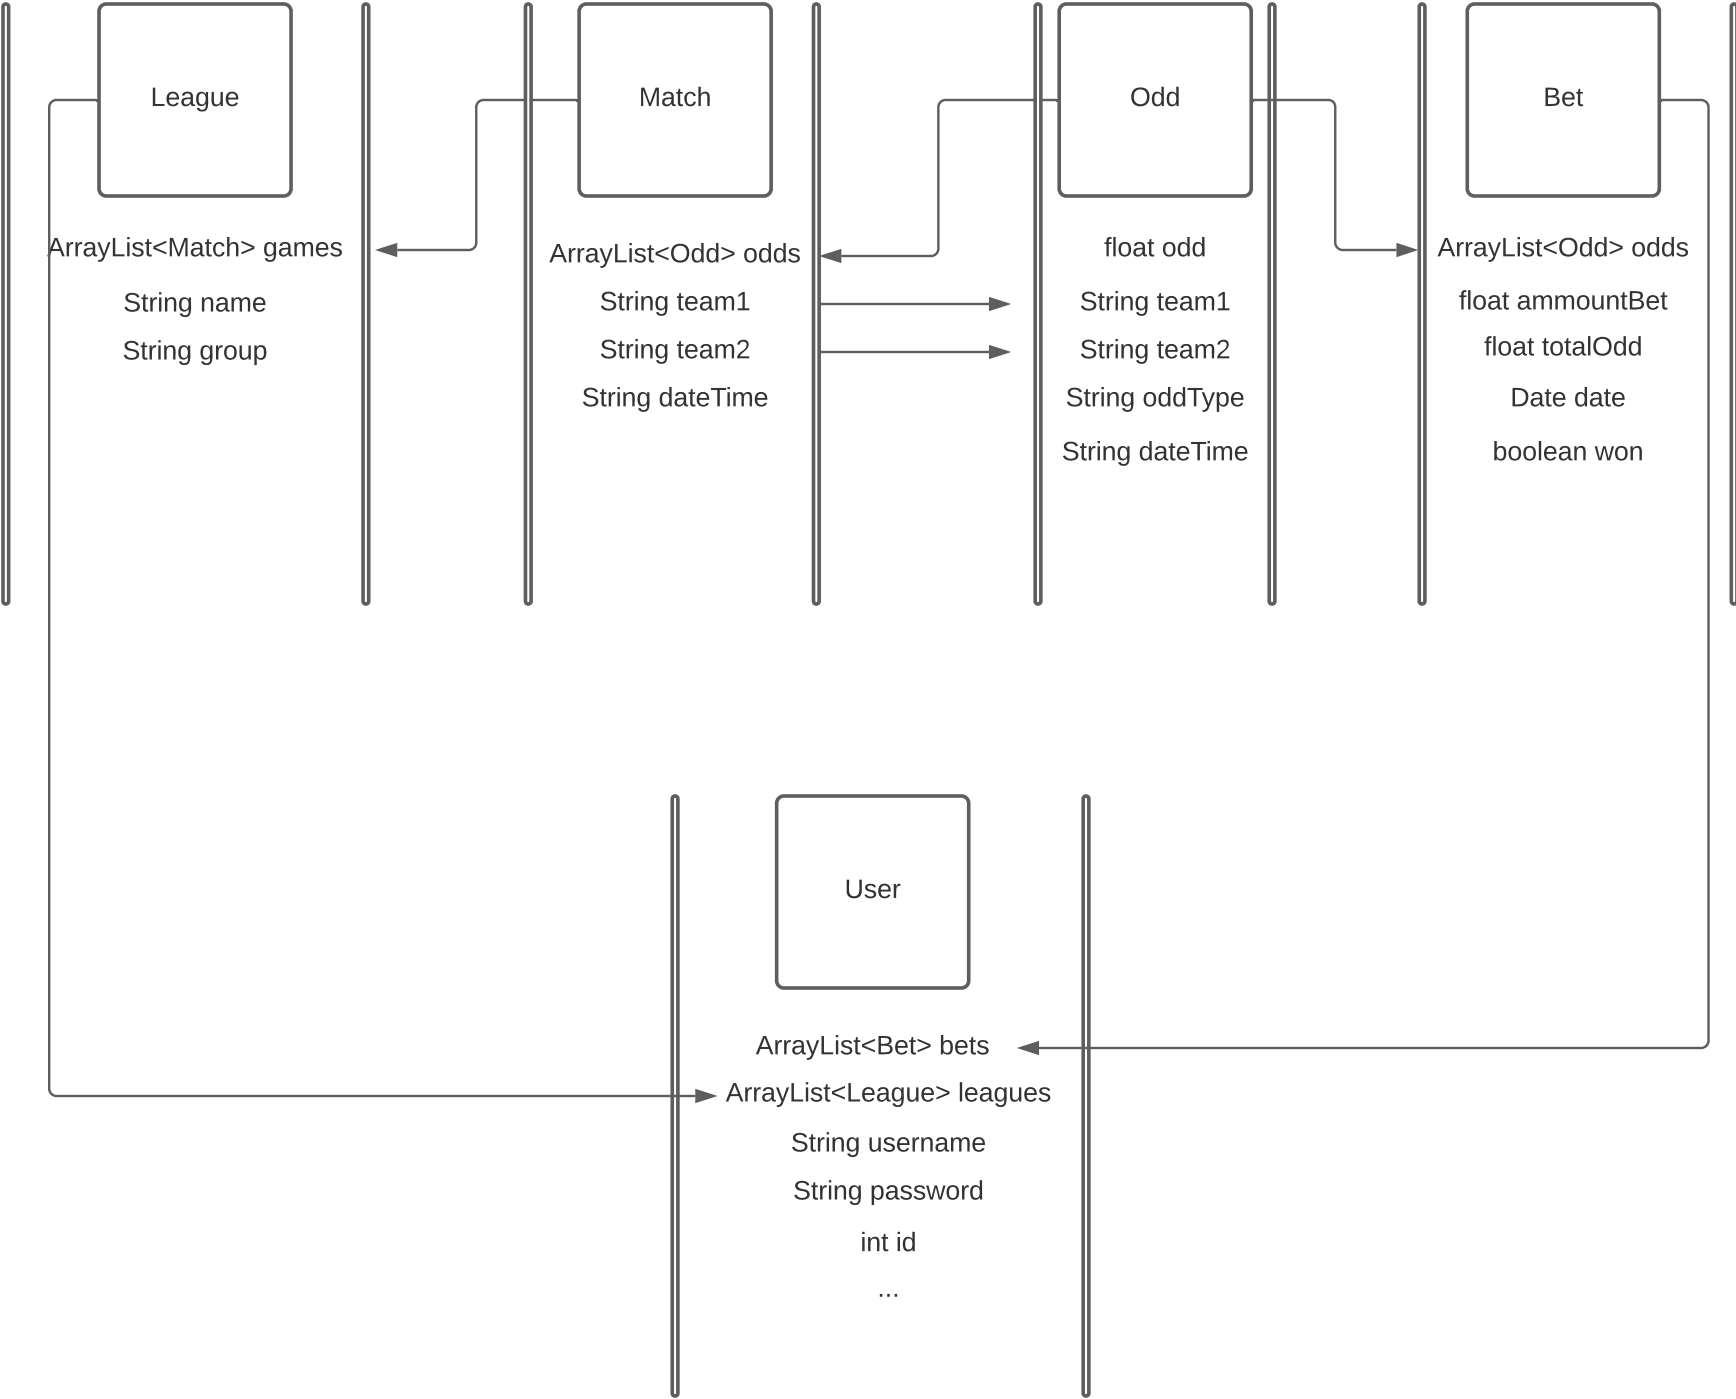 League
ArrayList<Match> games
String name
String group
Match
ArrayList<Odd> odds
String team1
String team2
String dateTime
Odd
float odd
String team1
String team2
String oddType
String dateTime
Bet
ArrayList<Odd> odds
float ammountBet
float totalOdd
Date date
boolean won
User
ArrayList<Bet> bets
ArrayList<League> leagues
String username
String password
int id
...